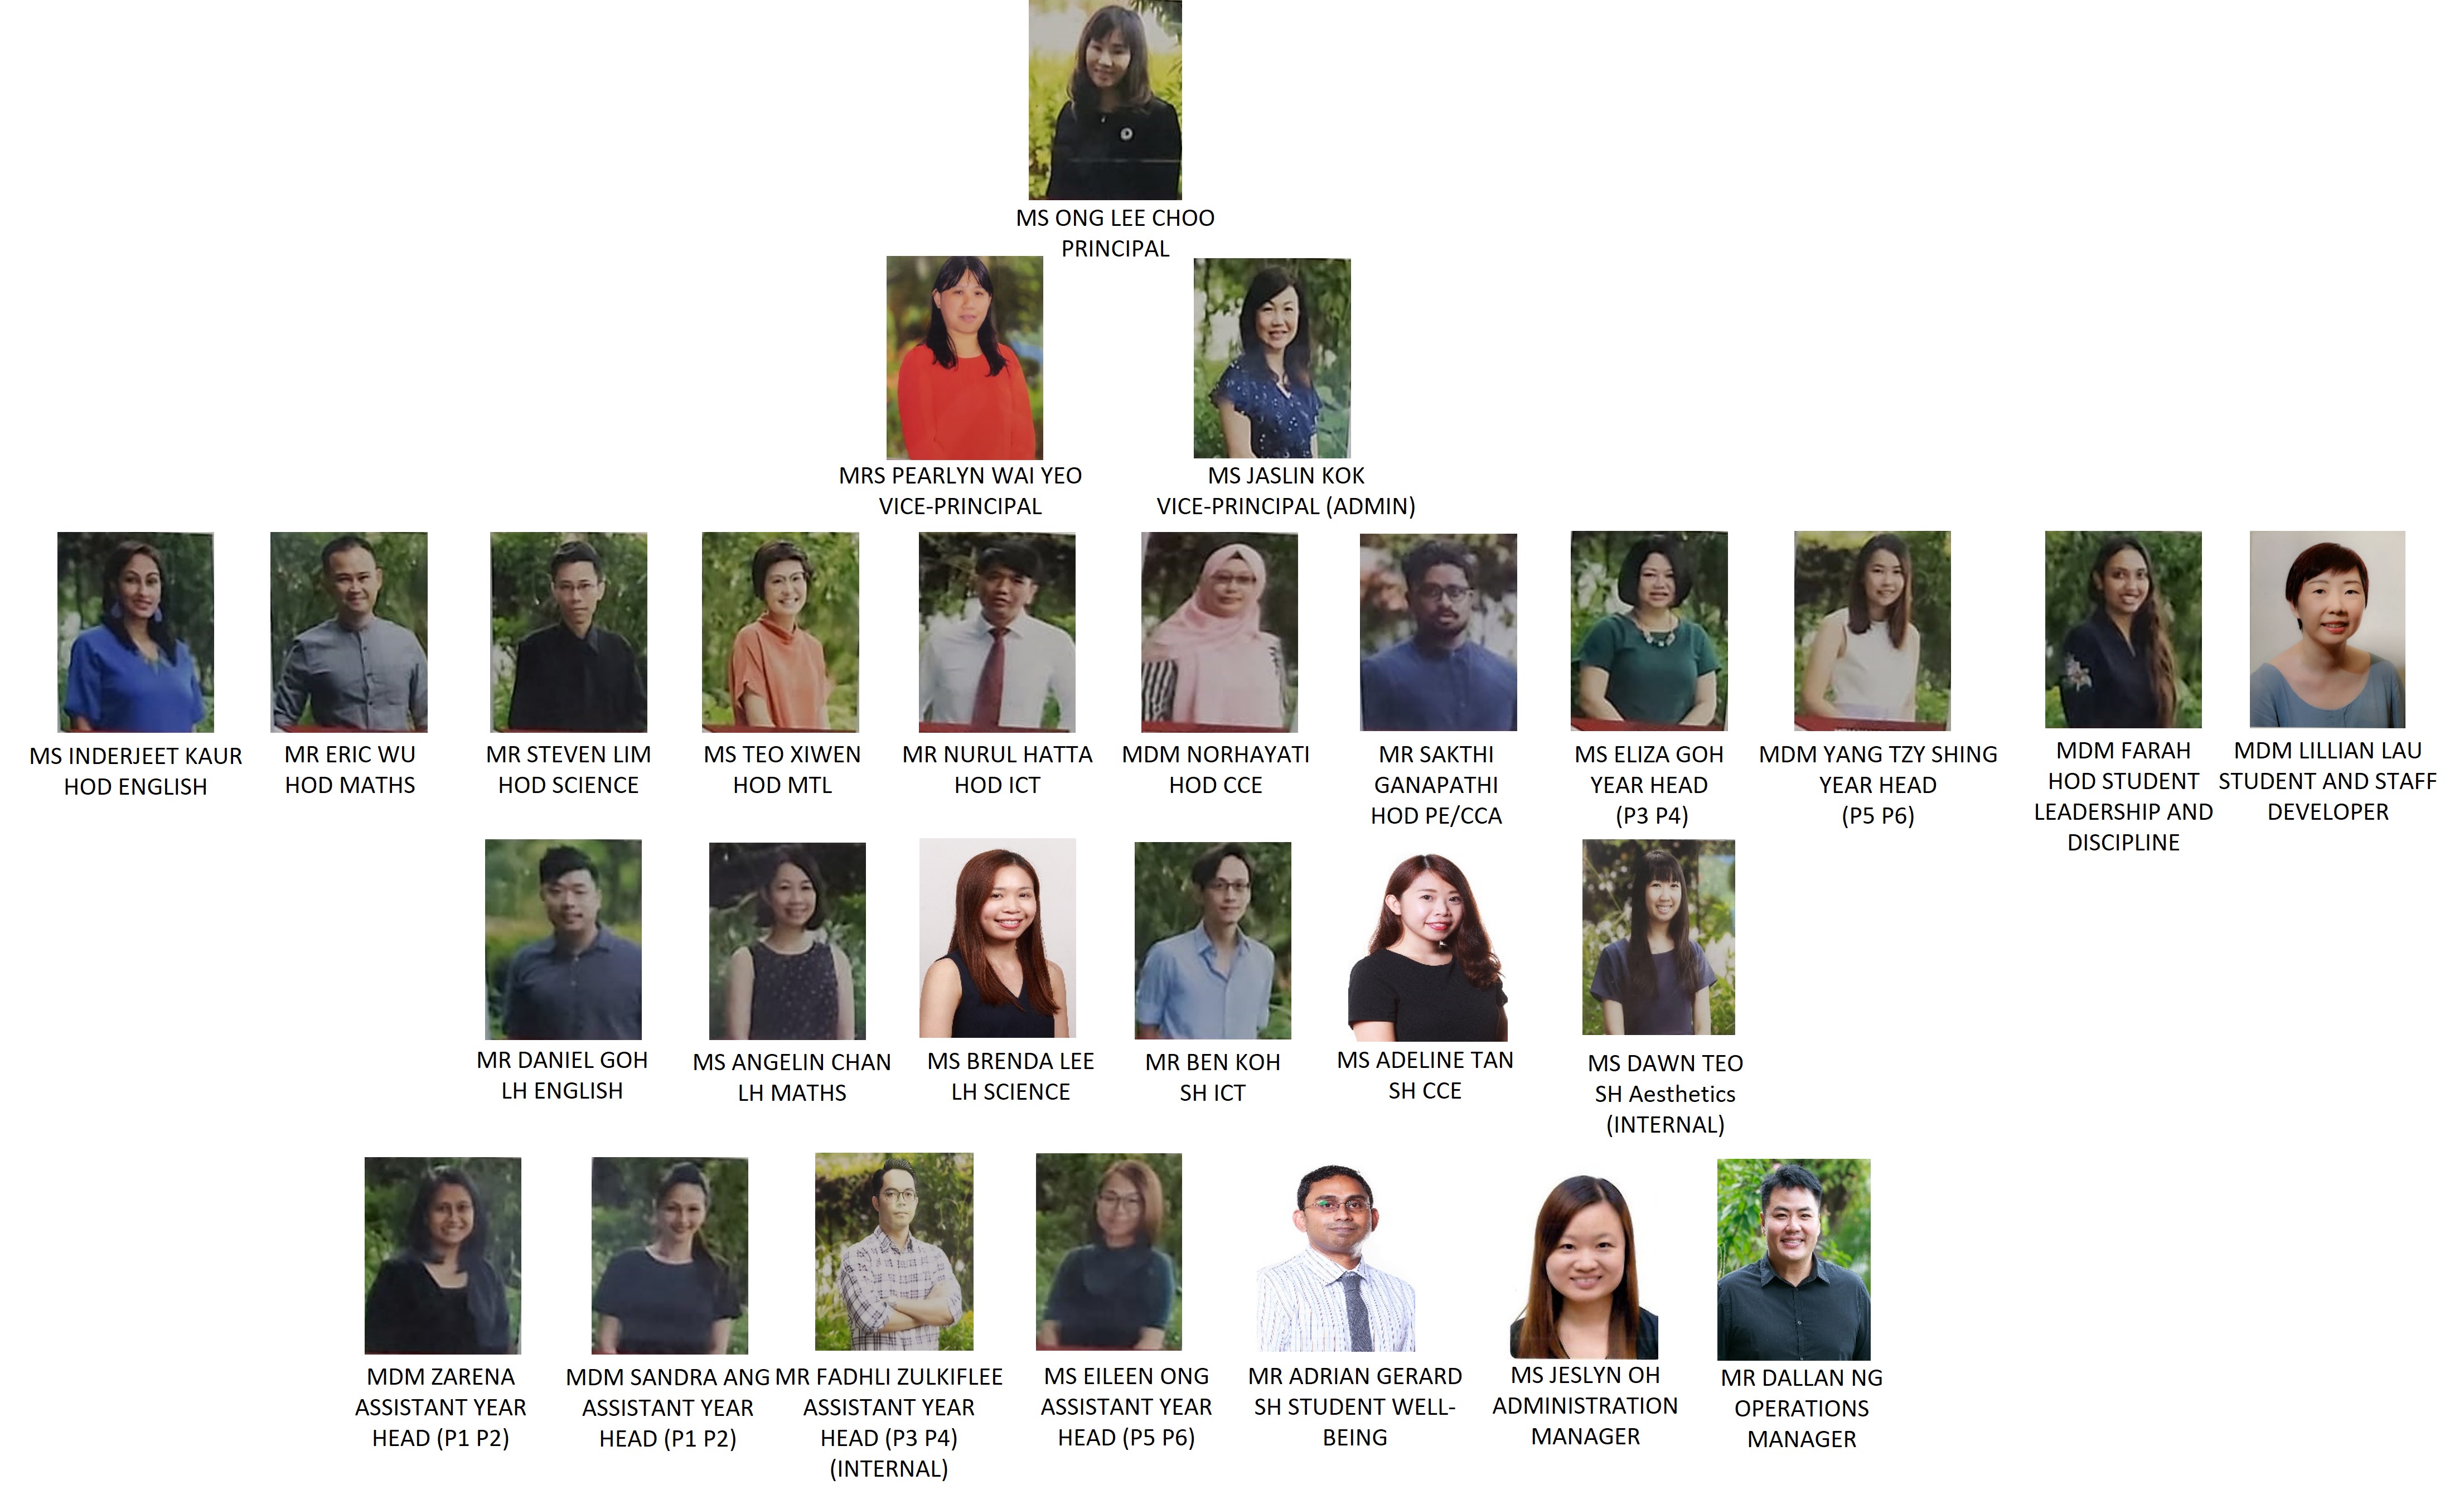 MS ONG LEE CHOO
PRINCIPAL
MRS PEARLYN WAI YEO
VICE-PRINCIPAL
MS JASLIN KOK
VICE-PRINCIPAL (ADMIN)
MS INDERJEET KAUR
HOD ENGLISH
MR ERIC WU
HOD MATHS
MR STEVEN LIM
HOD SCIENCE
MS TEO XIWEN
HOD MTL
MR NURUL HATTA
HOD ICT
MDM NORHAYATI
HOD CCE
MR SAKTHI
GANAPATHI
HOD PE/CCA
MS ELIZA GOH
YEAR HEAD
(P3 P4)
MDM YANG TZY SHING
YEAR HEAD
(P5 P6)
MDM FARAH
HOD STUDENT
LEADERSHIP AND
DISCIPLINE
MDM LILLIAN LAU
STUDENT AND STAFF
DEVELOPER
MR DANIEL GOH
LH ENGLISH
MS ANGELIN CHAN
LH MATHS
MS BRENDA LEE
LH SCIENCE
MR BEN KOH
SH ICT
MS ADELINE TAN
SH CCE
MS DAWN TEO
SH Aesthetics
(INTERNAL)
MDM ZARENA
ASSISTANT YEAR
HEAD (P1 P2)
MDM SANDRA ANG
ASSISTANT YEAR
HEAD (P1 P2)
MR FADHLI ZULKIFLEE
ASSISTANT YEAR
HEAD (P3 P4)
(INTERNAL)
MS EILEEN ONG
ASSISTANT YEAR
HEAD (P5 P6)
MR ADRIAN GERARD
SH STUDENT WELL-
BEING
MS JESLYN OH
ADMINISTRATION
MANAGER
MR DALLAN NG
OPERATIONS
MANAGER